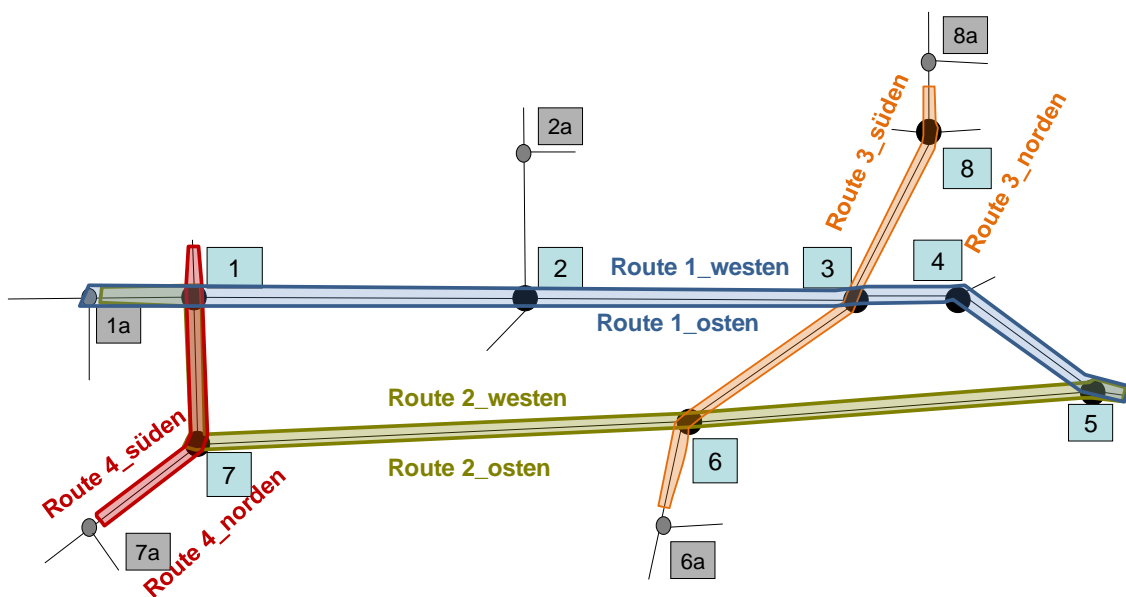 8a
2a
Route 3_süden
Route 3_norden
8
1
2
Route 1_westen
3
4
1a
Route 1_osten
Route 2_westen
5
Route 4_süden
7
Route 2_osten
6
7a
Route 4_norden
6a